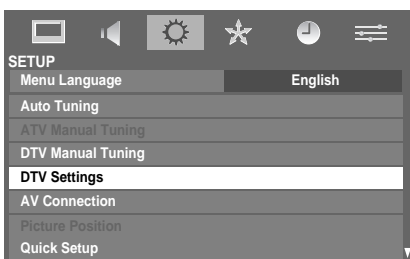 SETUP
Menu Language English
Auto Tuning
ATV Manual Tuning
DTV Manual Tuning
DTV Settings
AV Connection
Picture Position
Quick Setup